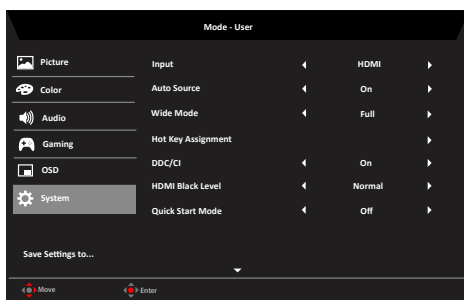 Mode - User
Picture
Color
Audio
Gaming
OSD
System
Input HDMI
Auto Source On
Wide Mode Full
Hot Key Assignment
DDC/CI On
HDMI Black Level Normal
Quick Start Mode Off
Save Settings to...
Move Enter